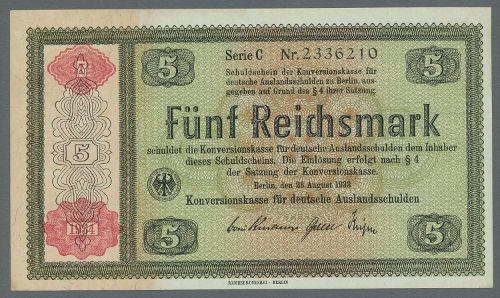 Serie C Nr. 2336210
5 5
Schuldschein der Konversionskasse für
deutsche Auslandsschulden zu Berlin, aus-
gegeben auf Grund des § 4 ihrer Satzung.
Fünf Reichsmark
schuldet die Konversionskasse für deutsche Auslandsschulden dem Inhaber
dieses Schuldscheins. Die Einlösung erfolgt nach § 4
der Satzung der Konversionskasse.
Berlin, den 28. August 1933
Konversionskasse für deutsche Auslandsschulden
5
1934
5 5
REICHSDRUCKEREI - BERLIN